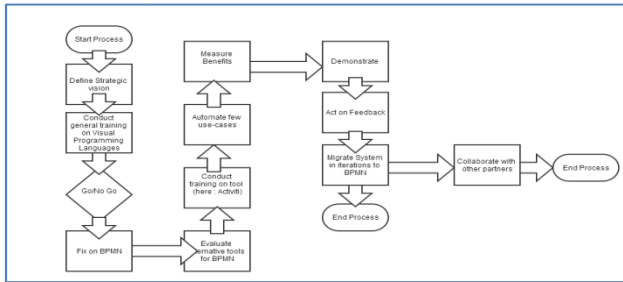 Start Process
Define Strategic
vision
Conduct
general training
on Visual
Programming
Languages
Go/No Go
Fix on BPMN
Evaluate
ernative tools
for BPMN
Conduct
training on tool
(here : Activiti)
Automate few
use-cases
Measure
Benefits
Demonstrate
Act on Feedback
Migrate System
in iterations to
BPMN
End Process
Collaborate with
other partners
End Process